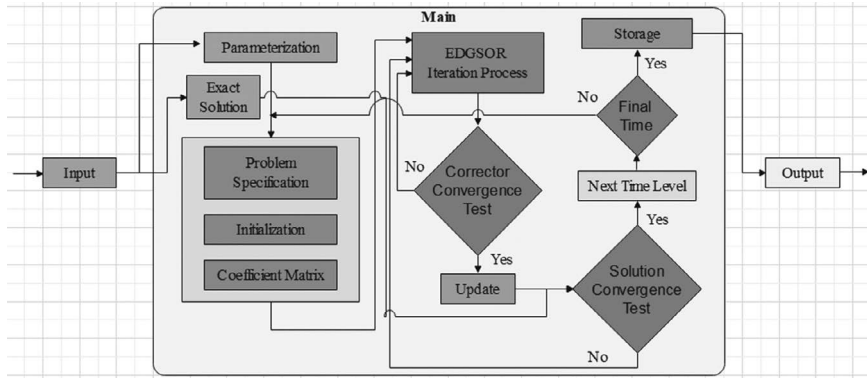 Main
Parameterization
Exact
Solution
Input
Problem
Specification
Initialization
Coefficient Matrix
EDGSOR
Iteration Process
No
Corrector
Convergence
Test
Yes
Update
Storage
Yes
No
Final
Time
Next Time Level
Yes
Solution
Convergence
Test
No
Output